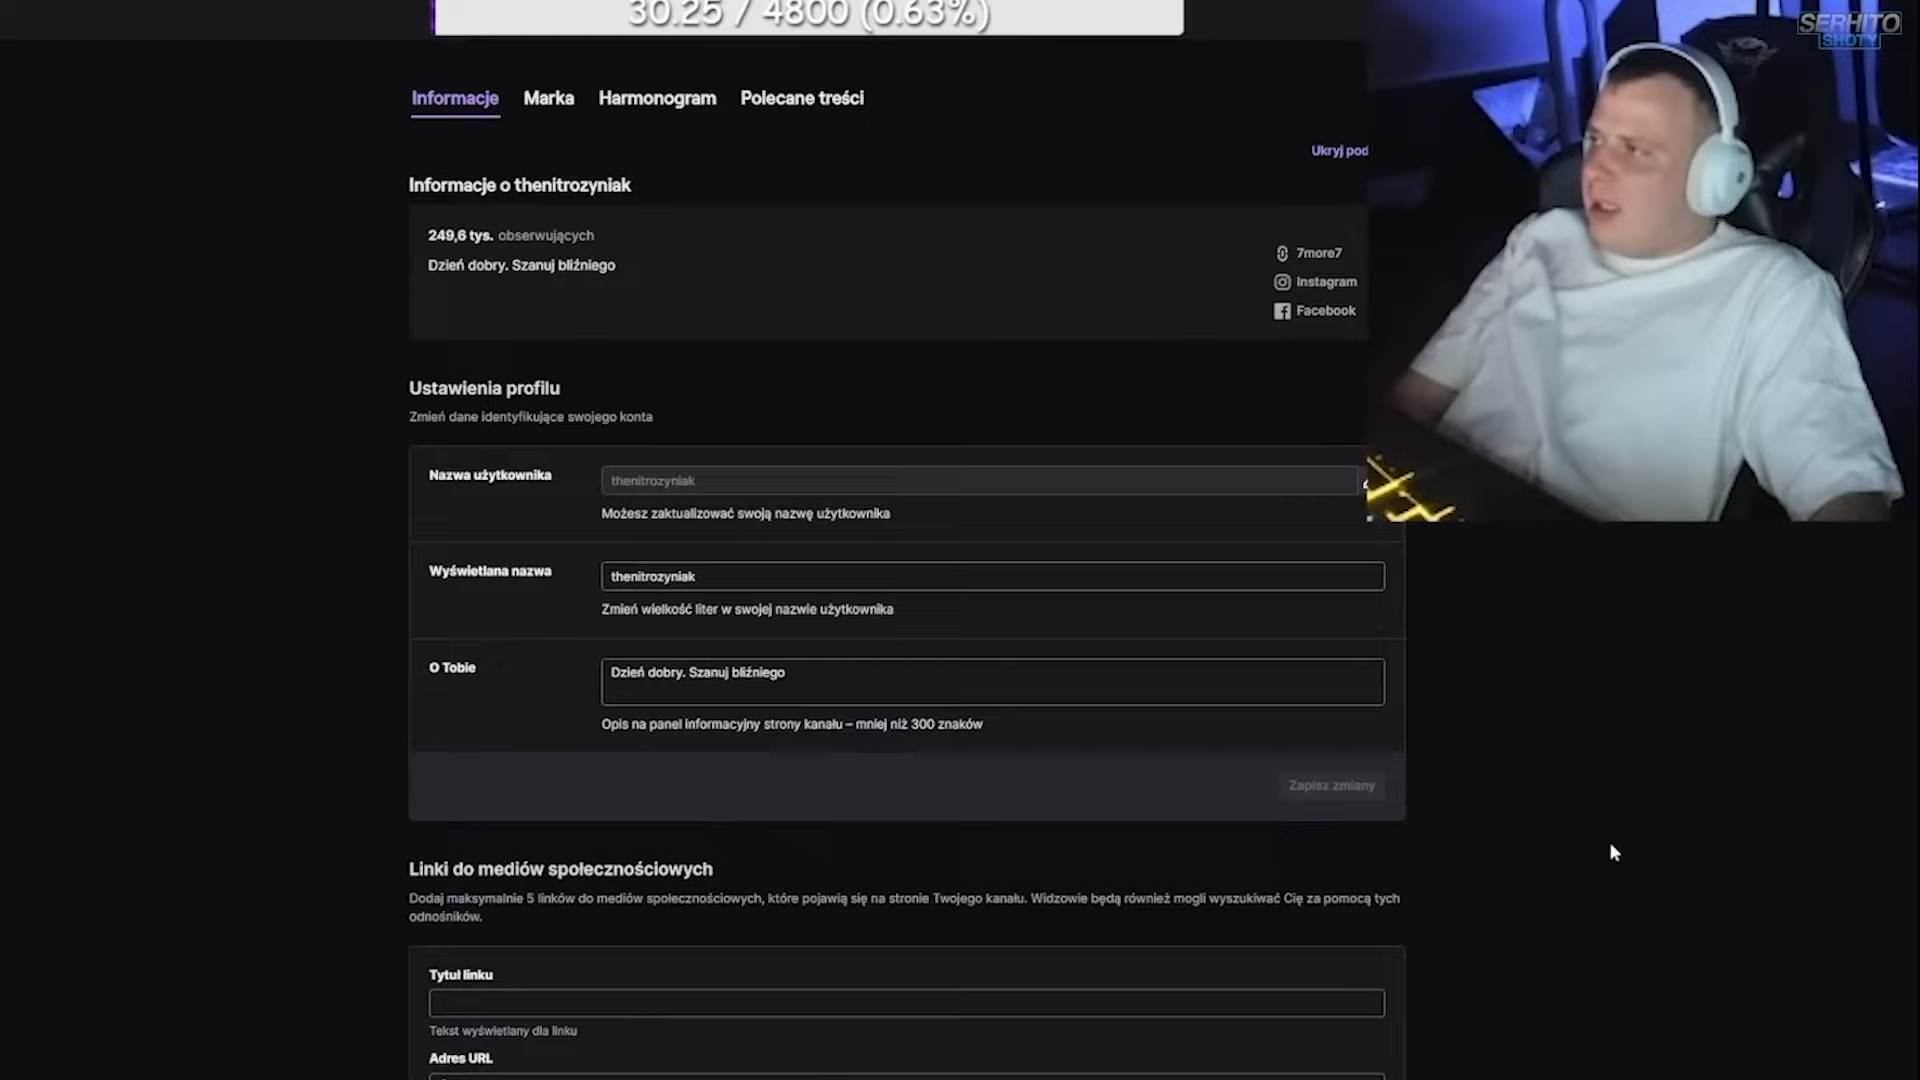 30.25 / 4800 (0.63%)
SERHITO
SHOTY
Informacje Marka Harmonogram Polecane treści
Ukryj pod
Informacje o thenitrozyniak
249,6 tys. obserwujących
Dzień dobry. Szanuj bliźniego
7more7
Instagram
Facebook
Ustawienia profilu
Zmień dane identyfikujące swojego konta
Nazwa użytkownika
thenitrozyniak
Możesz zaktualizować swoją nazwę użytkownika
Wyświetlana nazwa
thenitrozyniak
Zmień wielkość liter w swojej nazwie użytkownika
O Tobie
Dzień dobry. Szanuj bliźniego
Opis na panel informacyjny strony kanału – mniej niż 300 znaków
Zapisz zmiany
Linki do mediów społecznościowych
Dodaj maksymalnie 5 linków do mediów społecznościowych, które pojawią się na stronie Twojego kanału. Widzowie będą również mogli wyszukiwać Cię za pomocą tych
odnośników.
Tytuł linku
Tekst wyświetlany dla linku
Adres URL